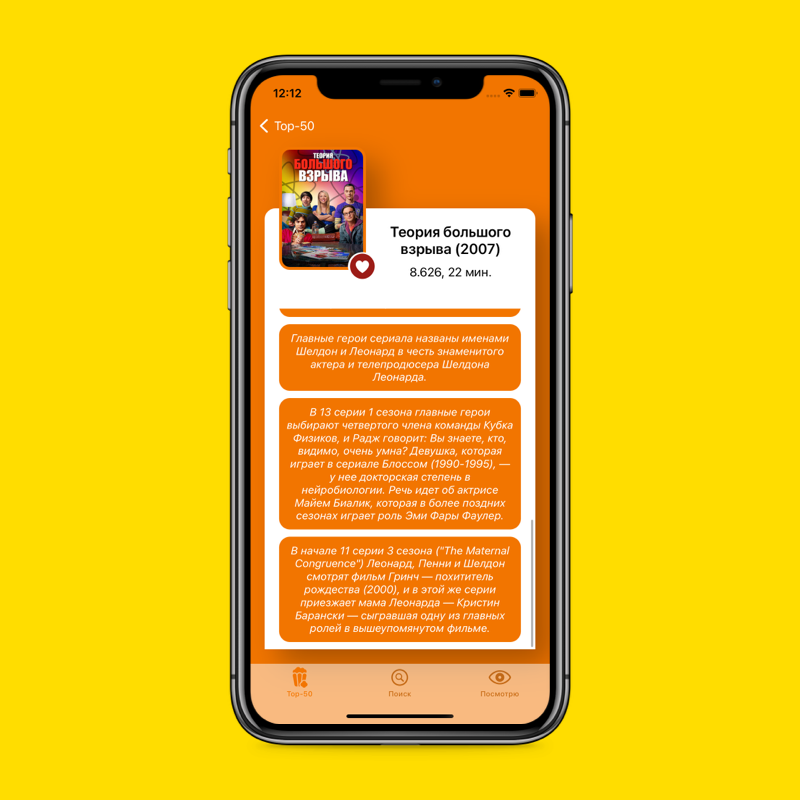 12:12
Top-50
ТЕОРИЯ
БОЛЬШОГО
ВЗРЫВА
Теория большого
взрыва (2007)
8.626, 22 мин.
Главные герои сериала названы именами
Шелдон и Леонард в честь знаменитого
актера и телепродюсера Шелдона
Леонарда.
В 13 серии 1 сезона главные герои
выбирают четвертого члена команды Кубка
Физиков, и Радж говорит: Вы знаете, кто,
видимо, очень умна? Девушка, которая
играет в сериале Блоссом (1990-1995), —
у нее докторская степень в
нейробиологии. Речь идет об актрисе
Майем Биалик, которая в более поздних
сезонах играет роль Эми Фары Фаулер.
В начале 11 серии 3 сезона ("The Maternal
Congruence") Леонард, Пенни и Шелдон
смотрят фильм Гринч — похититель
рождества (2000), и в этой же серии
приезжает мама Леонарда — Кристин
Барански — сыгравшая одну из главных
ролей в вышеупомянутом фильме.
Top-50
Поиск
Посмотрю